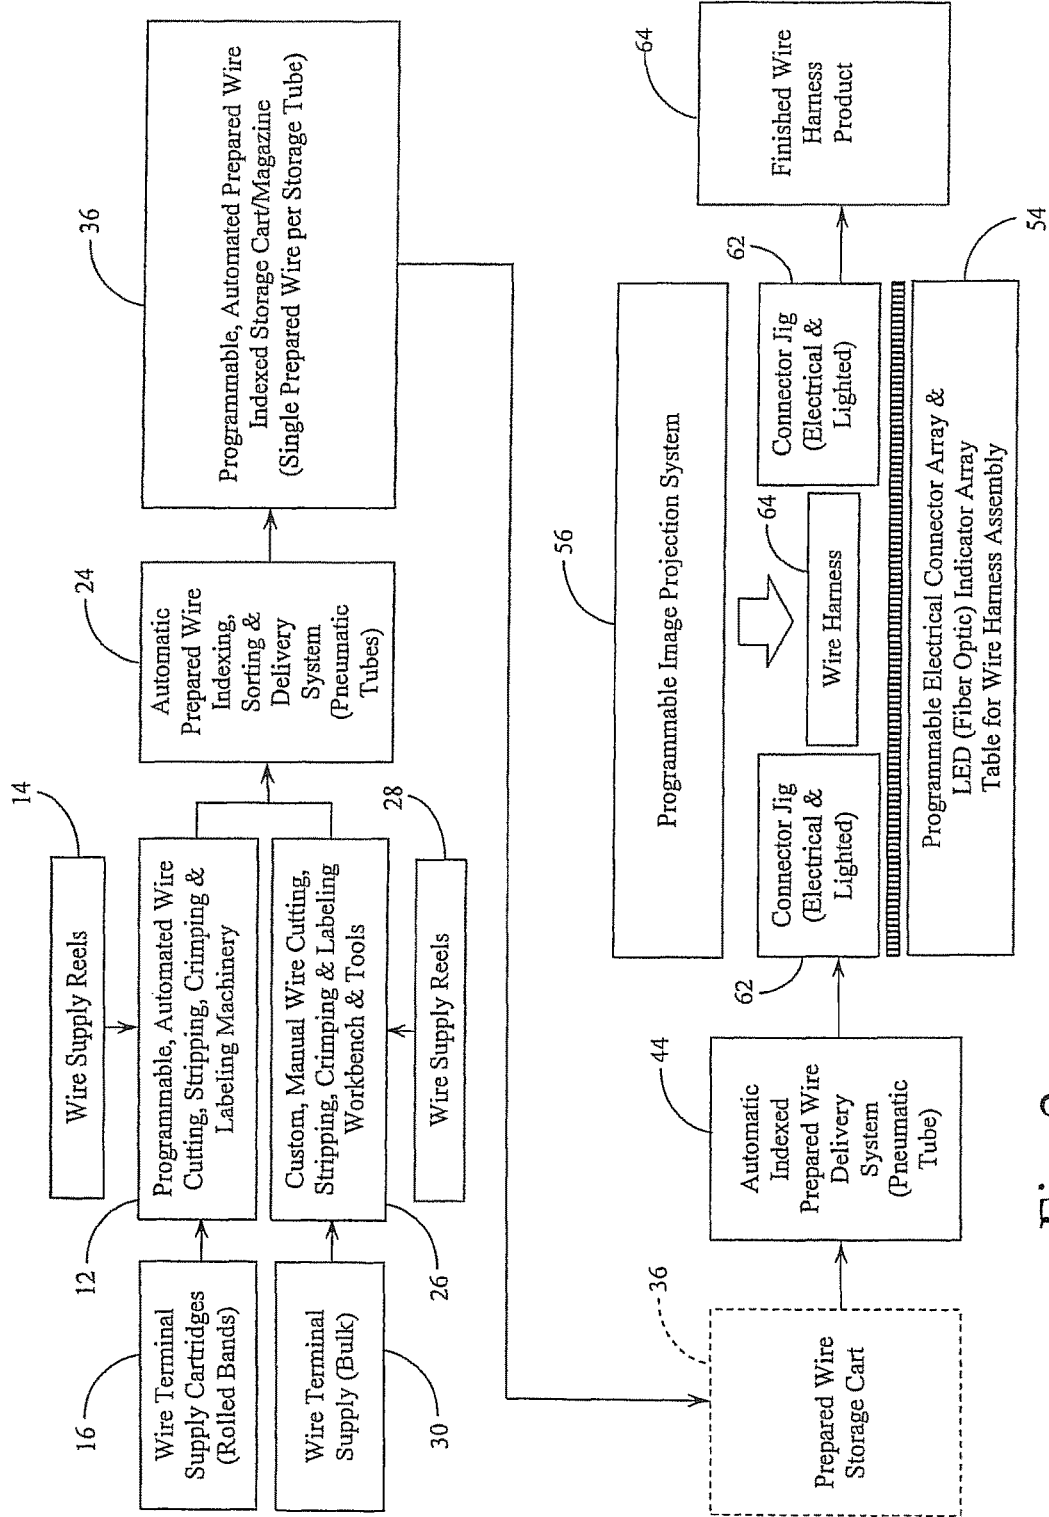 16
Wire Terminal
Supply Cartridges
(Rolled Bands)
Wire Terminal
Supply (Bulk)
30
12
Wire Supply Reels
14
Programmable, Automated Wire
Cutting, Stripping, Crimping &
Labeling Machinery
Custom, Manual Wire Cutting,
Stripping, Crimping & Labeling
Workbench & Tools
26
Wire Supply Reels
28
24
Automatic
Prepared Wire
Indexing,
Sorting &
Delivery
System
(Pneumatic
Tubes)
36
Programmable, Automated Prepared Wire
Indexed Storage Cart/Magazine
(Single Prepared Wire per Storage Tube)
36
Prepared Wire
Storage Cart
44
Automatic
Indexed
Prepared Wire
Delivery
System
(Pneumatic
Tube)
56
Programmable Image Projection System
62
Connector Jig
(Electrical &
Lighted)
64
Wire Harness
62
Connector Jig
(Electrical &
Lighted)
Programmable Electrical Connector Array &
LED (Fiber Optic) Indicator Array
Table for Wire Harness Assembly
54
64
Finished Wire
Harness
Product